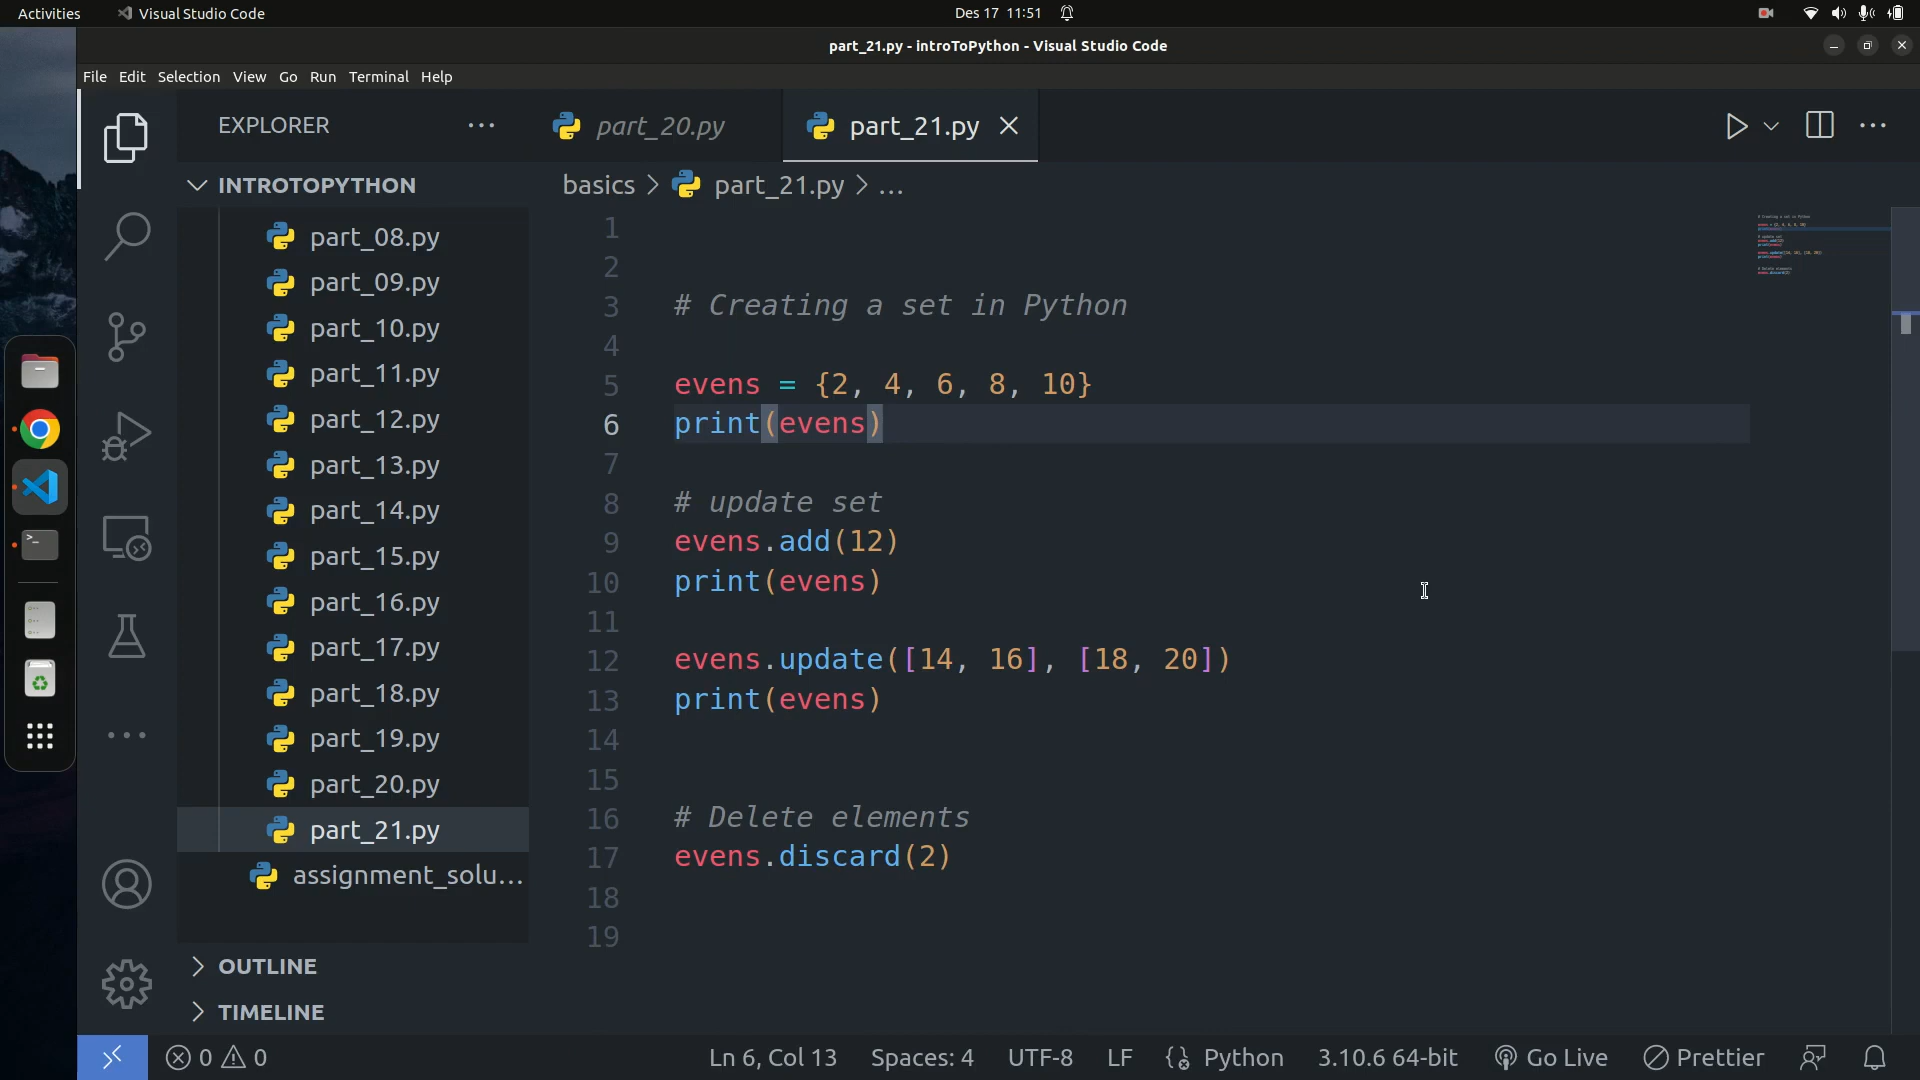 Activities
Visual Studio Code
Des 17 11:51
part_21.py - introToPython - Visual Studio Code
File Edit Selection View Go Run Terminal Help
EXPLORER
part_20.py
part_21.py
INTROTOPYTHON
basics > part_21.py > ...
part_08.py
part_09.py
part_10.py
part_11.py
part_12.py
part_13.py
part_14.py
part_15.py
part_16.py
part_17.py
part_18.py
part_19.py
part_20.py
part_21.py
assignment_solu...
OUTLINE
TIMELINE
1
2
3 # Creating a set in Python
4
5 evens = {2, 4, 6, 8, 10}
6 print(evens)
7
8 # update set
9 evens.add(12)
10 print(evens)
11
12 evens.update([14, 16], [18, 20])
13 print(evens)
14
15
16 # Delete elements
17 evens.discard(2)
18
19
0 0
Ln 6, Col 13
Spaces: 4
UTF-8
LF
Python
3.10.6 64-bit
Go Live
Prettier